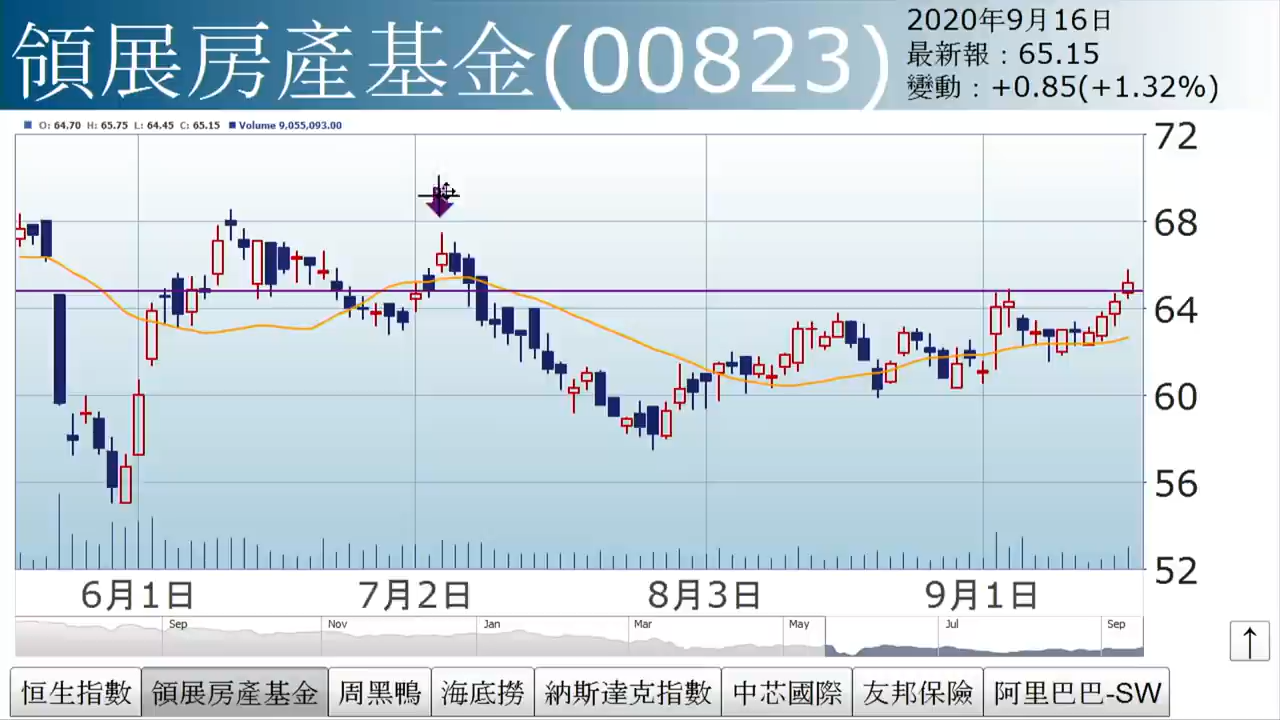 領展房產基金(00823)
2020年9月16日
最新報：65.15
變動：+0.85(+1.32%)
O: 64.70 H: 65.75 L: 64.45 C: 65.15 Volume 9,055,093.00
72
68
64
60
56
52
6月1日 7月2日 8月3日 9月1日
Sep Nov Jan Mar May Jul Sep
↑
恒生指數 領展房產基金 周黑鴨 海底撈 納斯達克指數 中芯國際 友邦保險 阿里巴巴-SW